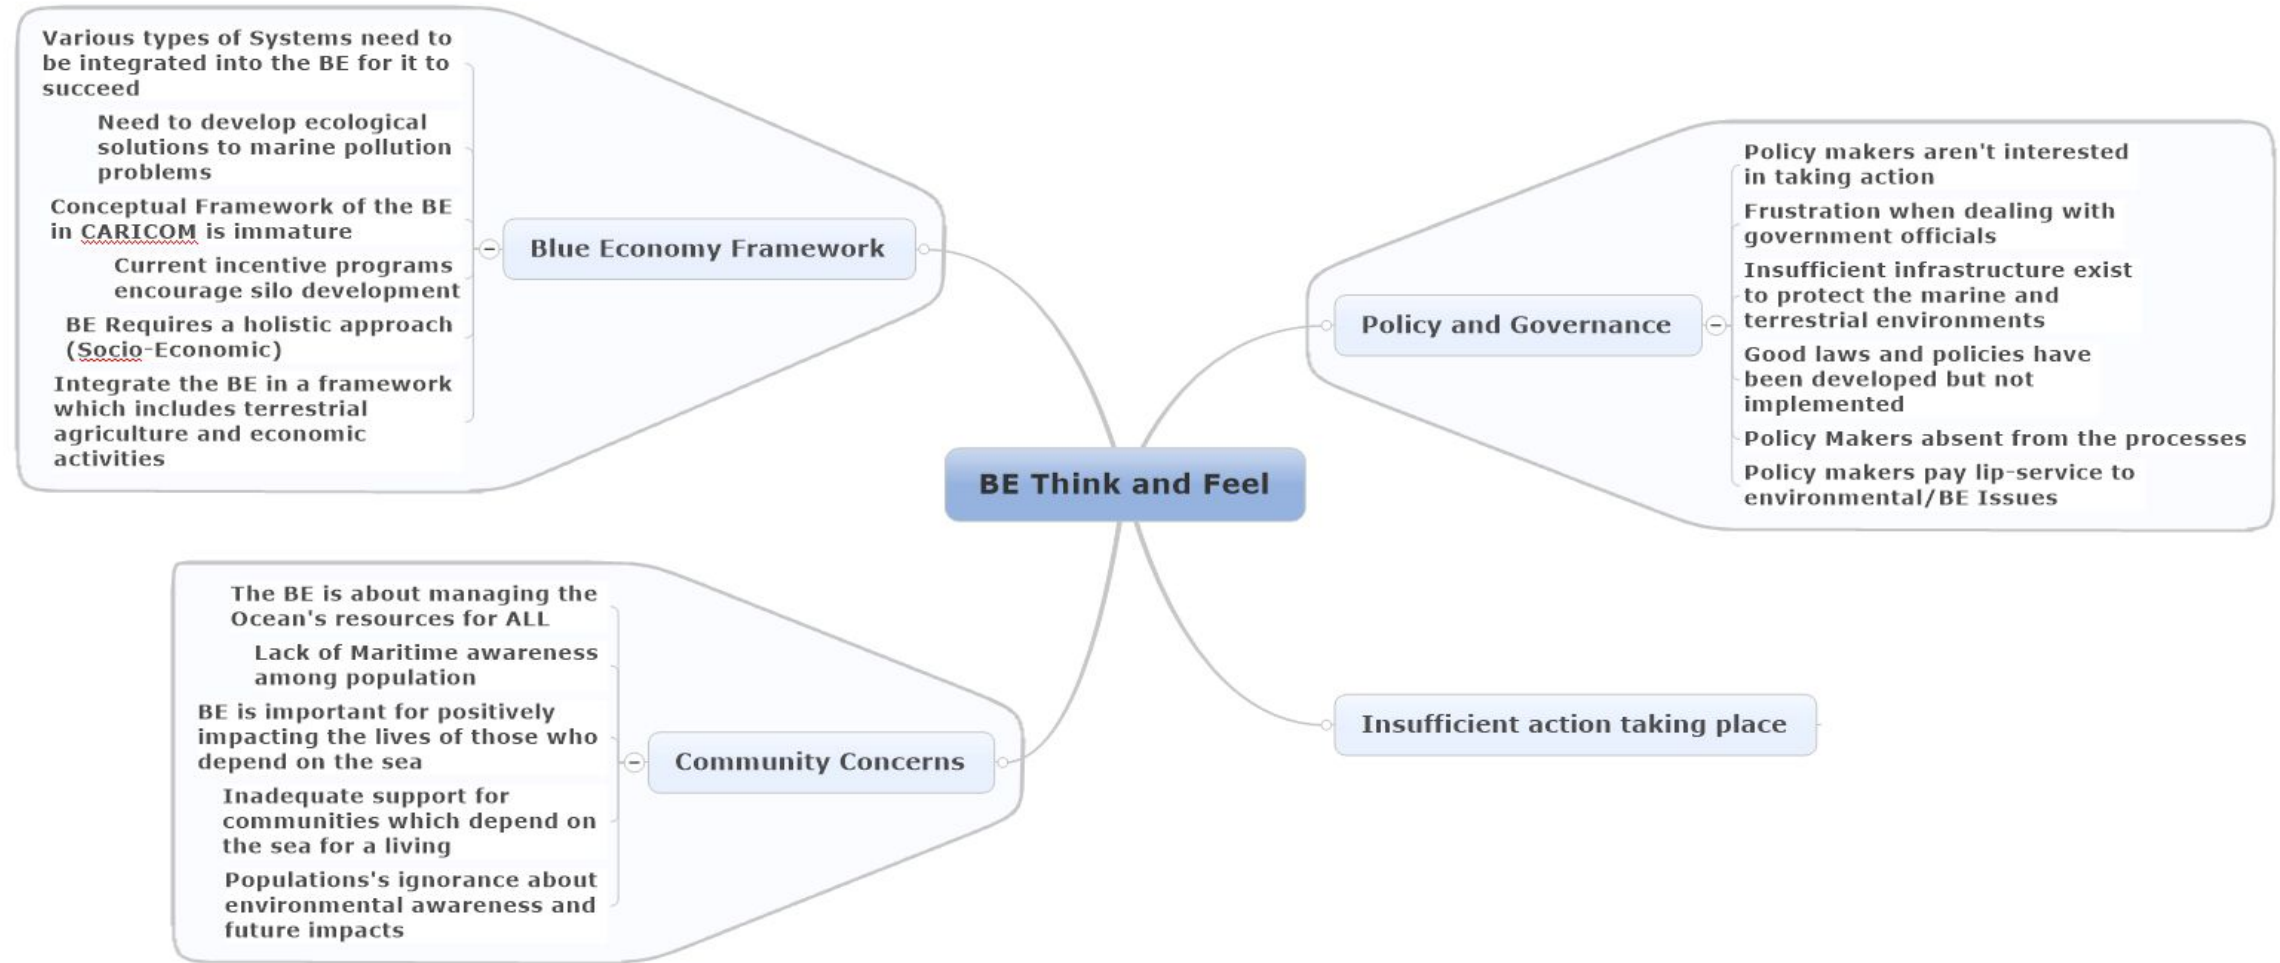 Various types of Systems need to
be integrated into the BE for it to
succeed
Need to develop ecological
solutions to marine pollution
problems
Conceptual Framework of the BE
in CARICOM is immature
Current incentive programs
encourage silo development
BE Requires a holistic approach
(Socio-Economic)
Integrate the BE in a framework
which includes terrestrial
agriculture and economic
activities
Blue Economy Framework
Policy and Governance
Policy makers aren't interested
in taking action
Frustration when dealing with
government officials
Insufficient infrastructure exist
to protect the marine and
terrestrial environments
Good laws and policies have
been developed but not
implemented
Policy Makers absent from the processes
Policy makers pay lip-service to
environmental/BE Issues
BE Think and Feel
The BE is about managing the
Ocean's resources for ALL
Lack of Maritime awareness
among population
BE is important for positively
impacting the lives of those who
depend on the sea
Inadequate support for
communities which depend on
the sea for a living
Populations's ignorance about
environmental awareness and
future impacts
Community Concerns
Insufficient action taking place